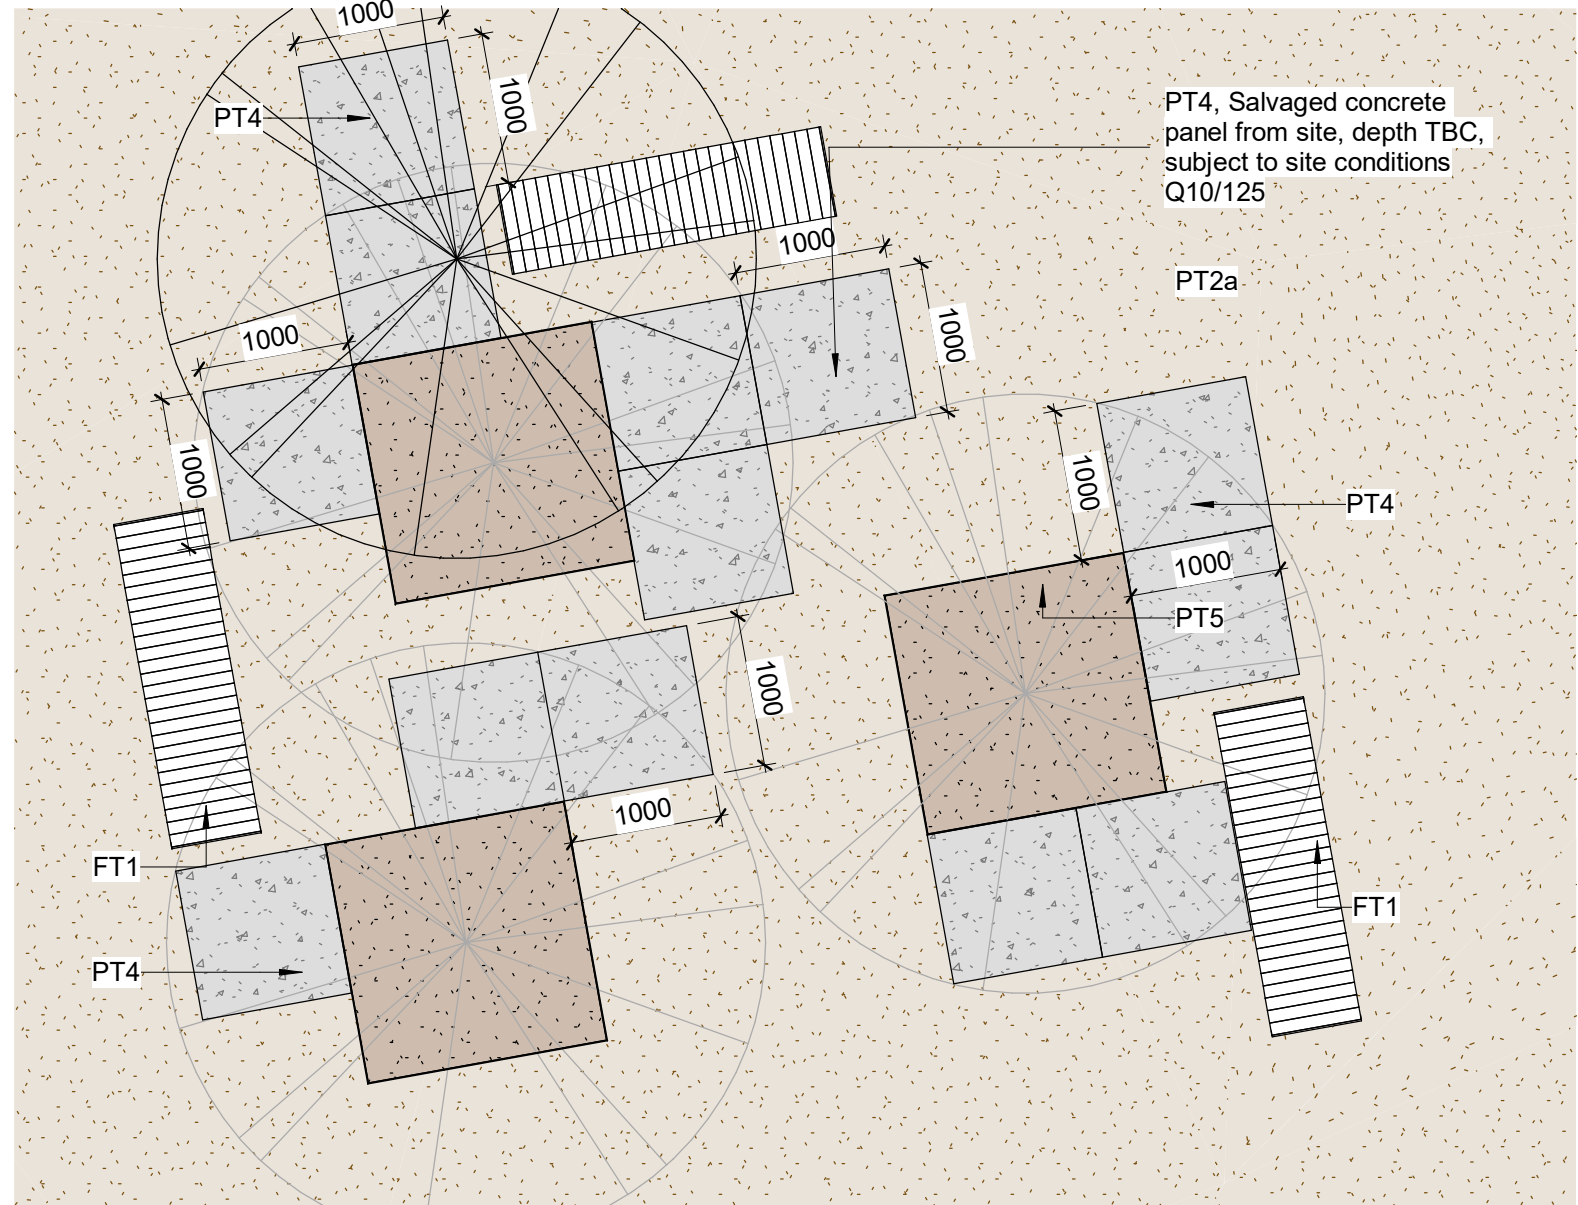 1000
1000
PT4
PT4, Salvaged concrete
panel from site, depth TBC,
subject to site conditions
Q10/125
1000
PT2a
1000
1000
1000
1000
PT4
1000
PT5
1000
1000
FT1
FT1
PT4